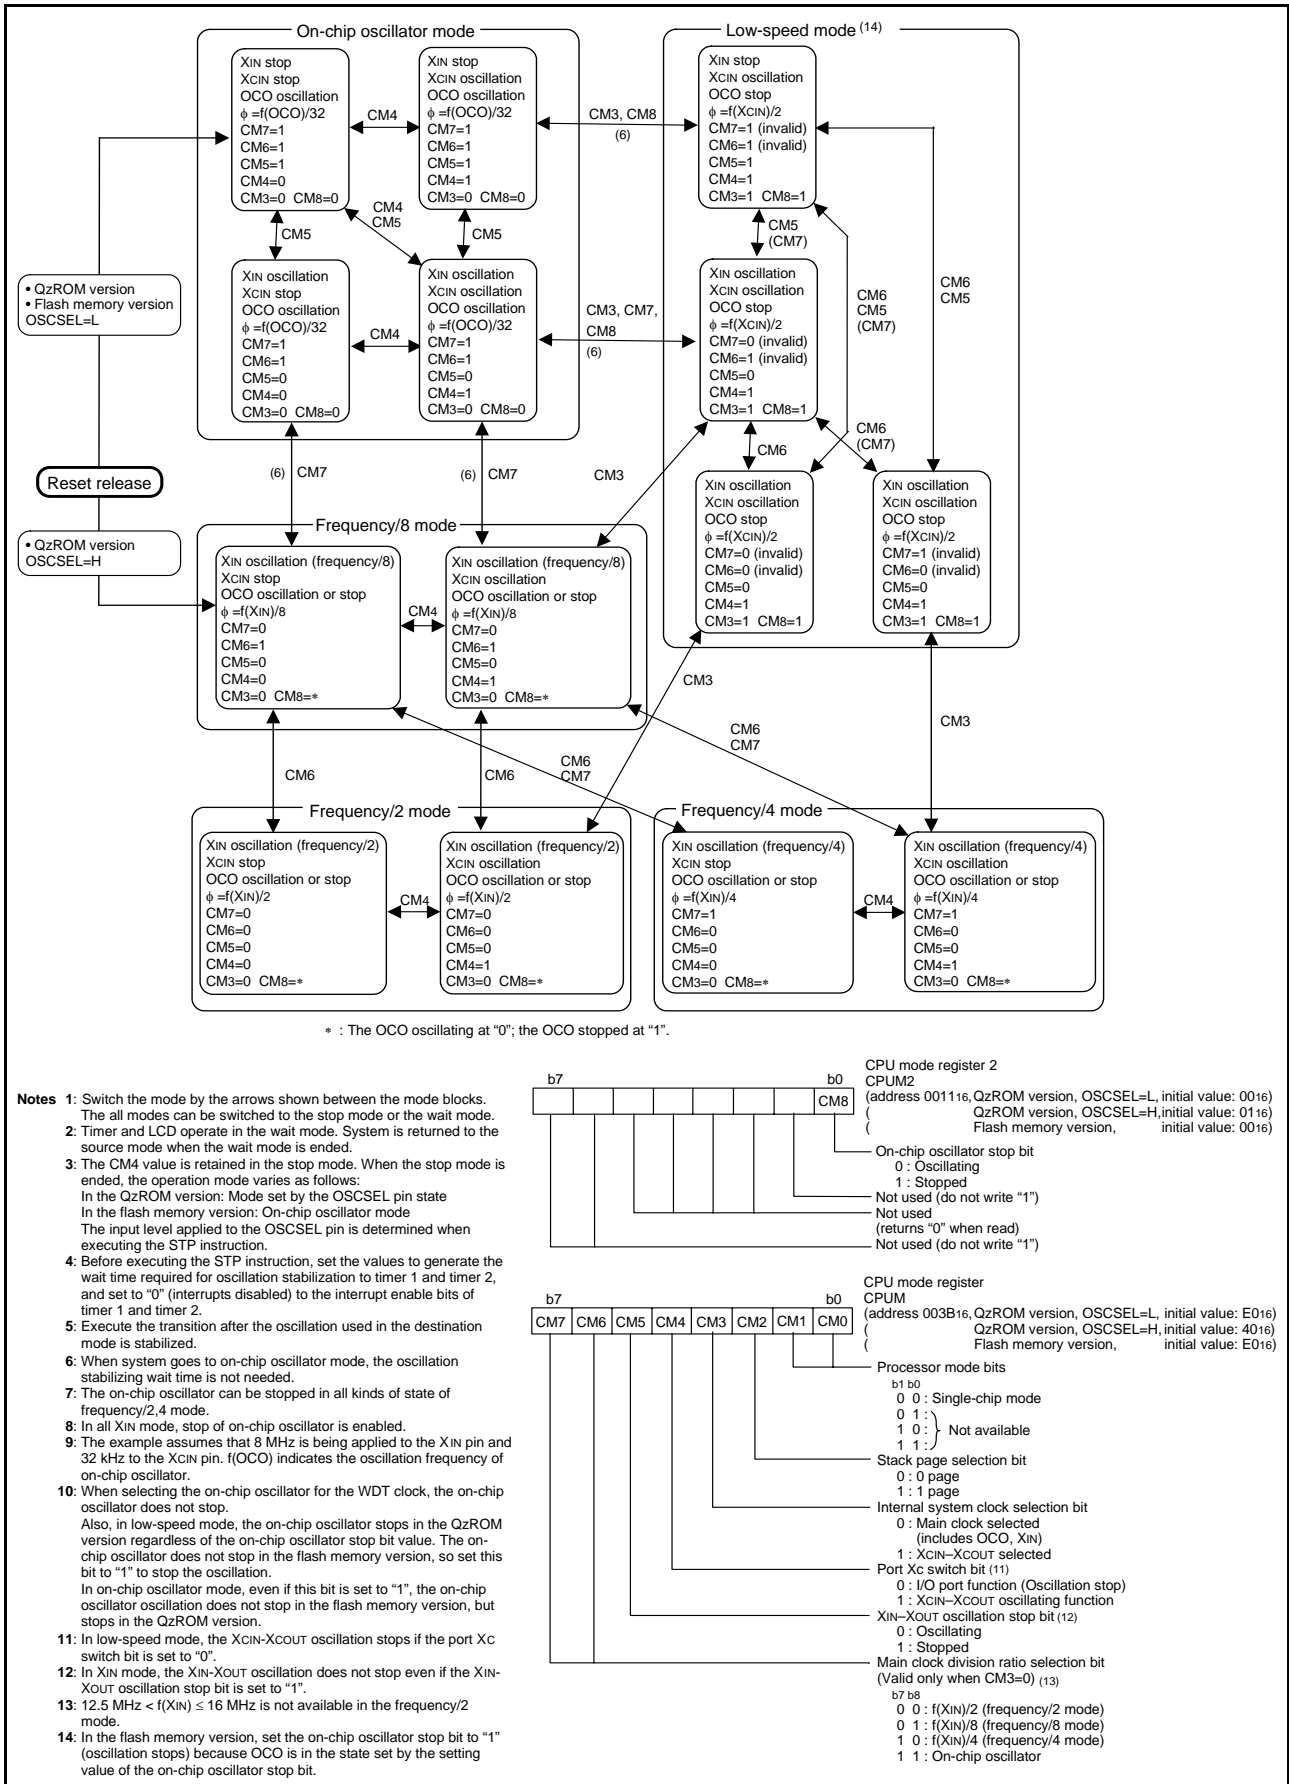 On-chip oscillator mode
XIN stop
XCIN stop
OCO oscillation
ϕ =f(OCO)/32
CM7=1
CM6=1
CM5=1
CM4=0
CM3=0 CM8=0
CM4
XIN stop
XCIN oscillation
OCO oscillation
ϕ =f(OCO)/32
CM7=1
CM6=1
CM5=1
CM4=1
CM3=0 CM8=0
CM5
CM4
CM5
CM5
XIN oscillation
XCIN stop
OCO oscillation
ϕ =f(OCO)/32
CM7=1
CM6=1
CM5=0
CM4=0
CM3=0 CM8=0
CM4
XIN oscillation
XCIN oscillation
OCO oscillation
ϕ =f(OCO)/32
CM7=1
CM6=1
CM5=0
CM4=1
CM3=0 CM8=0
CM3, CM8
(6)
CM3, CM7,
CM8
(6)
Low-speed mode (14)
XIN stop
XCIN oscillation
OCO stop
ϕ =f(XCIN)/2
CM7=1 (invalid)
CM6=1 (invalid)
CM5=1
CM4=1
CM3=1 CM8=1
CM5
(CM7)
CM6
CM5
(CM7)
CM6
CM5
XIN oscillation
XCIN oscillation
OCO stop
ϕ =f(XCIN)/2
CM7=0 (invalid)
CM6=1 (invalid)
CM5=0
CM4=1
CM3=1 CM8=1
CM6
CM6
(CM7)
XIN oscillation
XCIN oscillation
OCO stop
ϕ =f(XCIN)/2
CM7=0 (invalid)
CM6=0 (invalid)
CM5=0
CM4=1
CM3=1 CM8=1
XIN oscillation
XCIN oscillation
OCO stop
ϕ =f(XCIN)/2
CM7=1 (invalid)
CM6=0 (invalid)
CM5=0
CM4=1
CM3=1 CM8=1
• QzROM version
• Flash memory version
OSCSEL=L
Reset release
• QzROM version
OSCSEL=H
(6) CM7
(6) CM7
CM3
Frequency/8 mode
XIN oscillation (frequency/8)
XCIN stop
OCO oscillation or stop
ϕ =f(XIN)/8
CM7=0
CM6=1
CM5=0
CM4=0
CM3=0 CM8=*
CM4
XIN oscillation (frequency/8)
XCIN oscillation
OCO oscillation or stop
ϕ =f(XIN)/8
CM7=0
CM6=1
CM5=0
CM4=1
CM3=0 CM8=*
CM3
CM6
CM7
CM3
CM6
CM6
CM6
CM7
Frequency/2 mode
XIN oscillation (frequency/2)
XCIN stop
OCO oscillation or stop
ϕ =f(XIN)/2
CM7=0
CM6=0
CM5=0
CM4=0
CM3=0 CM8=*
CM4
XIN oscillation (frequency/2)
XCIN oscillation
OCO oscillation or stop
ϕ =f(XIN)/2
CM7=0
CM6=0
CM5=0
CM4=1
CM3=0 CM8=*
Frequency/4 mode
XIN oscillation (frequency/4)
XCIN stop
OCO oscillation or stop
ϕ =f(XIN)/4
CM7=1
CM6=0
CM5=0
CM4=0
CM3=0 CM8=*
CM4
XIN oscillation (frequency/4)
XCIN oscillation
OCO oscillation or stop
ϕ =f(XIN)/4
CM7=1
CM6=0
CM5=0
CM4=1
CM3=0 CM8=*
* : The OCO oscillating at “0”; the OCO stopped at “1”.
Notes 1: Switch the mode by the arrows shown between the mode blocks.
The all modes can be switched to the stop mode or the wait mode.
2: Timer and LCD operate in the wait mode. System is returned to the
source mode when the wait mode is ended.
3: The CM4 value is retained in the stop mode. When the stop mode is
ended, the operation mode varies as follows:
In the QzROM version: Mode set by the OSCSEL pin state
In the flash memory version: On-chip oscillator mode
The input level applied to the OSCSEL pin is determined when
executing the STP instruction.
4: Before executing the STP instruction, set the values to generate the
wait time required for oscillation stabilization to timer 1 and timer 2,
and set to “0” (interrupts disabled) to the interrupt enable bits of
timer 1 and timer 2.
5: Execute the transition after the oscillation used in the destination
mode is stabilized.
6: When system goes to on-chip oscillator mode, the oscillation
stabilizing wait time is not needed.
7: The on-chip oscillator can be stopped in all kinds of state of
frequency/2,4 mode.
8: In all XIN mode, stop of on-chip oscillator is enabled.
9: The example assumes that 8 MHz is being applied to the XIN pin and
32 kHz to the XCIN pin. f(OCO) indicates the oscillation frequency of
on-chip oscillator.
10: When selecting the on-chip oscillator for the WDT clock, the on-chip
oscillator does not stop.
Also, in low-speed mode, the on-chip oscillator stops in the QzROM
version regardless of the on-chip oscillator stop bit value. The on-
chip oscillator does not stop in the flash memory version, so set this
bit to “1” to stop the oscillation.
In on-chip oscillator mode, even if this bit is set to “1”, the on-chip
oscillator oscillation does not stop in the flash memory version, but
stops in the QzROM version.
11: In low-speed mode, the XCIN-XCOUT oscillation stops if the port XC
switch bit is set to “0”.
12: In XIN mode, the XIN-XOUT oscillation does not stop even if the XIN-
XOUT oscillation stop bit is set to “1”.
13: 12.5 MHz < f(XIN) ≤ 16 MHz is not available in the frequency/2
mode.
14: In the flash memory version, set the on-chip oscillator stop bit to “1”
(oscillation stops) because OCO is in the state set by the setting
value of the on-chip oscillator stop bit.
b7 b0
CM8
CPU mode register 2
CPUM2
(address 001116, QzROM version, OSCSEL=L, initial value: 0016)
( QzROM version, OSCSEL=H, initial value: 0116)
( Flash memory version, initial value: 0016)
On-chip oscillator stop bit
0 : Oscillating
1 : Stopped
Not used (do not write “1”)
Not used
(returns “0” when read)
Not used (do not write “1”)
b7 b0
CM7 CM6 CM5 CM4 CM3 CM2 CM1 CM0
CPU mode register
CPUM
(address 003B16, QzROM version, OSCSEL=L, initial value: E016)
( QzROM version, OSCSEL=H, initial value: 4016)
( Flash memory version, initial value: E016)
Processor mode bits
b1 b0
0 0 : Single-chip mode
0 1 :
1 0 : Not available
1 1 :
Stack page selection bit
0 : 0 page
1 : 1 page
Internal system clock selection bit
0 : Main clock selected
(includes OCO, XIN)
1 : XCIN–XCOUT selected
Port Xc switch bit (11)
0 : I/O port function (Oscillation stop)
1 : XCIN–XCOUT oscillating function
XIN–XOUT oscillation stop bit (12)
0 : Oscillating
1 : Stopped
Main clock division ratio selection bit
(Valid only when CM3=0) (13)
b7 b8
0 0 : f(XIN)/2 (frequency/2 mode)
0 1 : f(XIN)/8 (frequency/8 mode)
1 0 : f(XIN)/4 (frequency/4 mode)
1 1 : On-chip oscillator